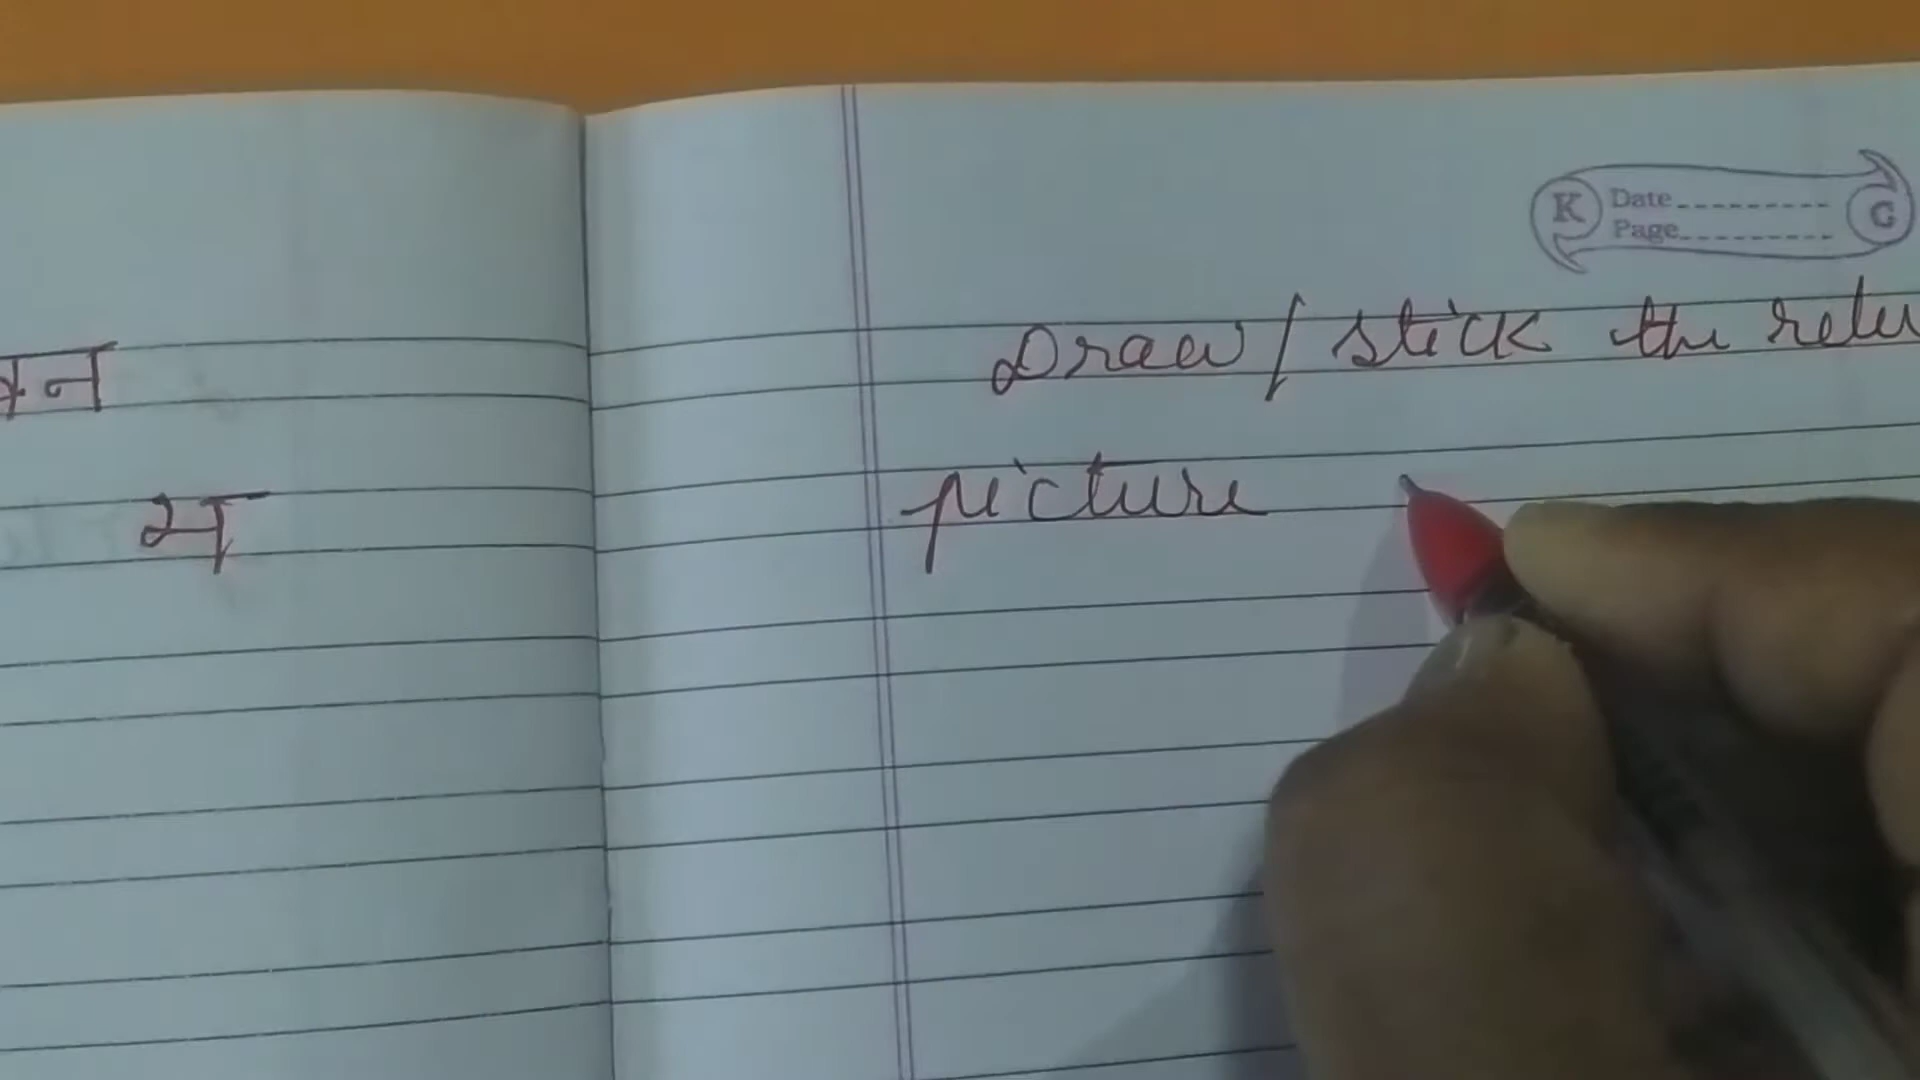 थ
K Date
Page G
Draw / stick the
picture